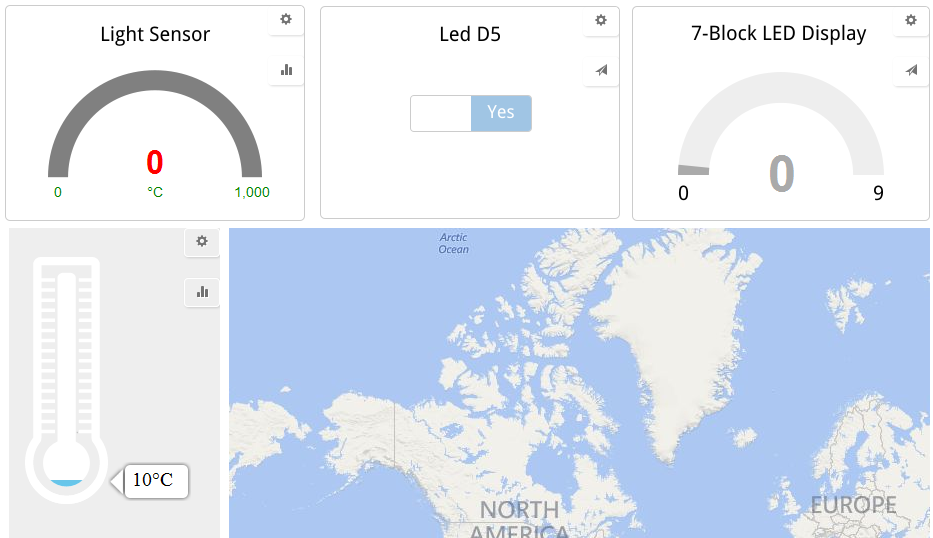 Light Sensor
0
0 °C 1,000
Led D5
Yes
7-Block LED Display
0
0 9
10°C
Arctic
Ocean
NORTH
AMERICA
EUROPE